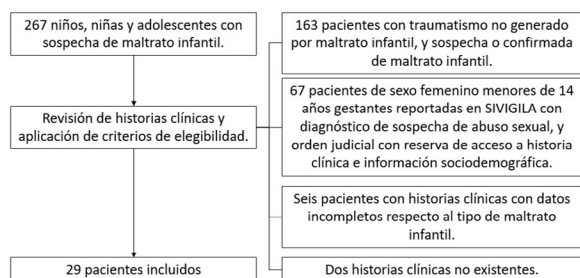 267 niños, niñas y adolescentes con
sospecha de maltrato infantil.
163 pacientes con traumatismo no generado
por maltrato infantil, y sospecha o confirmada
de maltrato infantil.
Revisión de historias clínicas y
aplicación de criterios de elegibilidad.
67 pacientes de sexo femenino menores de 14
años gestantes reportadas en SIVIGILA con
diagnóstico de sospecha de abuso sexual, y
orden judicial con reserva de acceso a historia
clínica e información sociodemográfica.
Seis pacientes con historias clínicas con datos
incompletos respecto al tipo de maltrato
infantil.
29 pacientes incluidos
Dos historias clínicas no existentes.